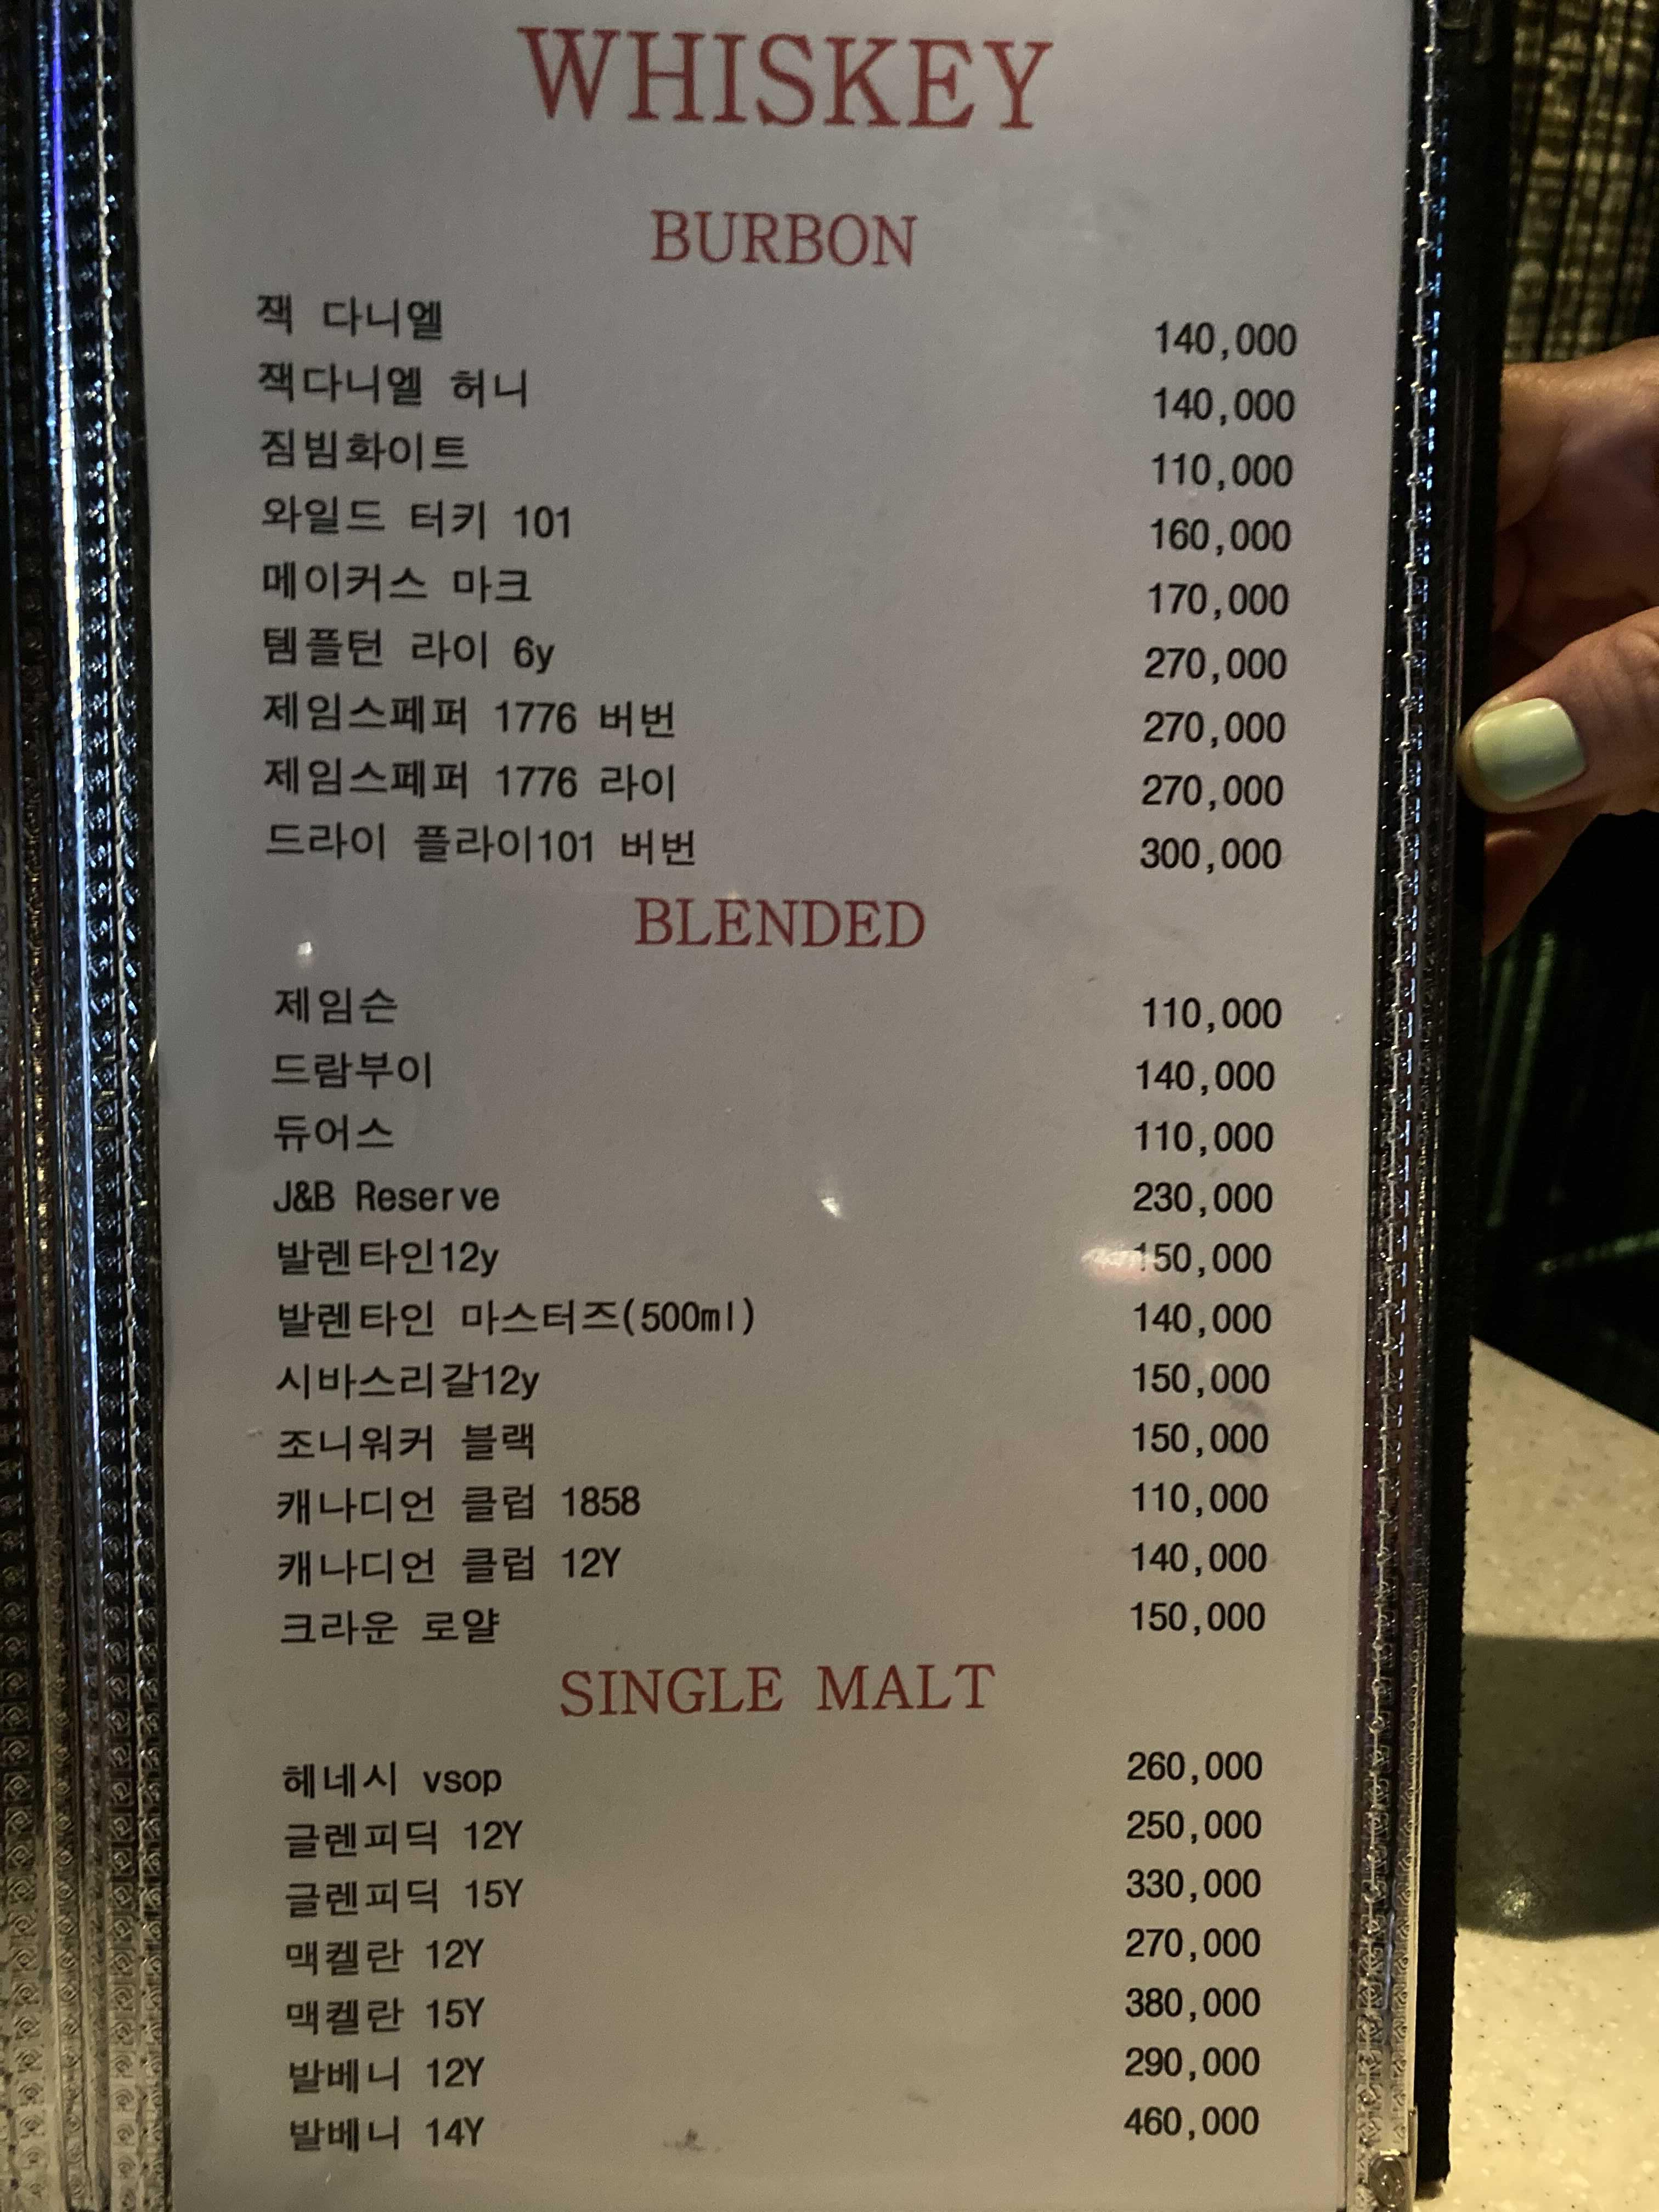 WHISKEY
BURBON
잭 다니엘 140,000
잭다니엘 허니 140,000
짐빔화이트 110,000
와일드 터키 101 160,000
메이커스 마크 170,000
템플턴 라이 6y 270,000
제임스페퍼 1776 버번 270,000
제임스페퍼 1776 라이 270,000
드라이 플라이101 버번 300,000
BLENDED
제임슨 110,000
드람부이 140,000
듀어스 110,000
J&B Reserve 230,000
발렌타인12y 150,000
발렌타인 마스터즈(500ml) 140,000
시바스리갈12y 150,000
조니워커 블랙 150,000
캐나디언 클럽 1858 110,000
캐나디언 클럽 12Y 140,000
크라운 로얄 150,000
SINGLE MALT
헤네시 vsop 260,000
글렌피딕 12Y 250,000
글렌피딕 15Y 330,000
맥켈란 12Y 270,000
맥켈란 15Y 380,000
발베니 12Y 290,000
발베니 14Y 460,000